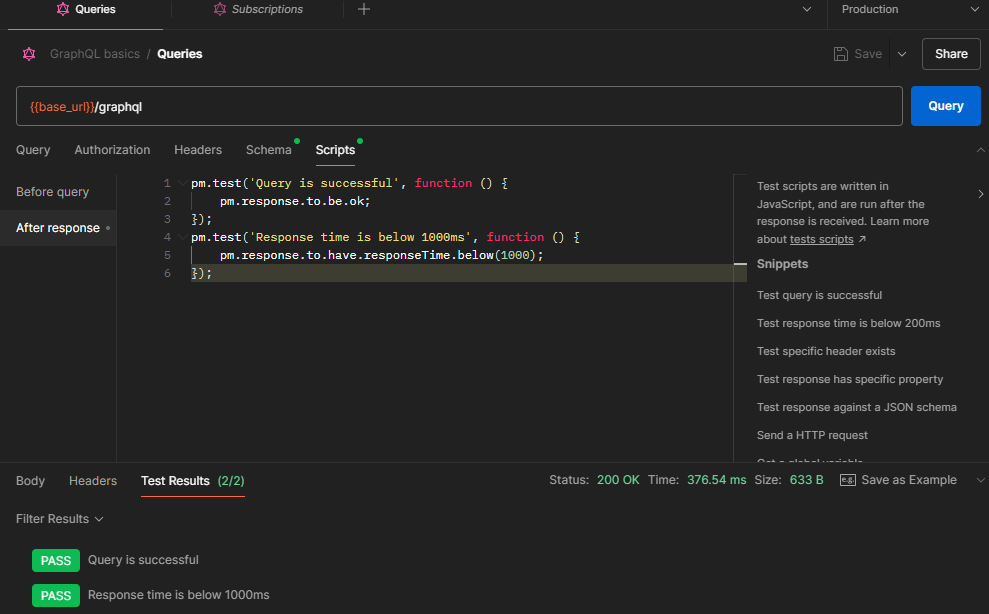 Queries
Subscriptions
Production
GraphQL basics / Queries
Save
Share
{{base_url}}/graphql
Query
Query
Authorization
Headers
Schema
Scripts
Before query
After response
1 pm.test('Query is successful', function () {
2 pm.response.to.be.ok;
3 });
4 pm.test('Response time is below 1000ms', function () {
5 pm.response.to.have.responseTime.below(1000);
6 });
Test scripts are written in
JavaScript, and are run after the
response is received. Learn more
about tests scripts ↗
Snippets
Test query is successful
Test response time is below 200ms
Test specific header exists
Test response has specific property
Test response against a JSON schema
Send a HTTP request
Get a global variable
Body
Headers
Test Results (2/2)
Status: 200 OK Time: 376.54 ms Size: 633 B
e.g. Save as Example
Filter Results
PASS Query is successful
PASS Response time is below 1000ms